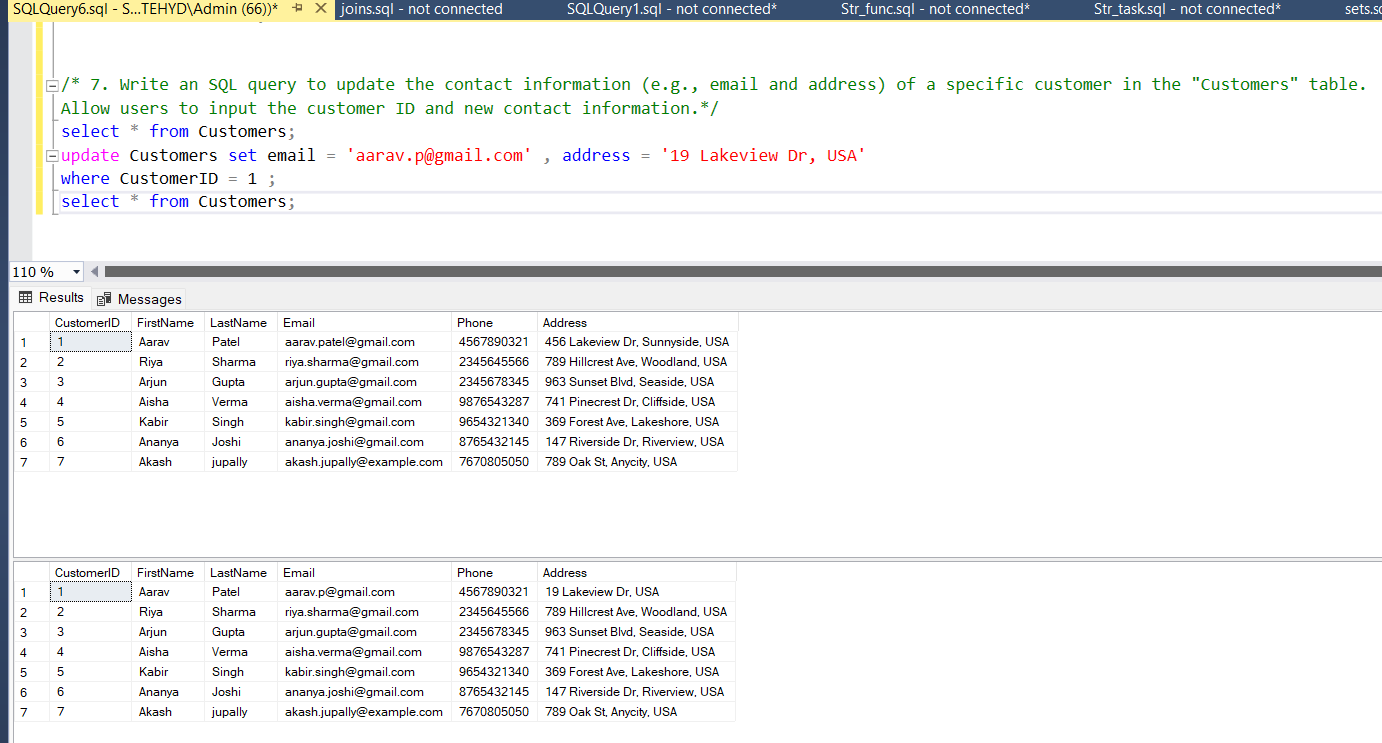 SQLQuery6.sql - S...TEHYD\Admin (66))* joins.sql - not connected SQLQuery1.sql - not connected* Str_func.sql - not connected* Str_task.sql - not connected*
/* 7. Write an SQL query to update the contact information (e.g., email and address) of a specific customer in the "Customers" table.
Allow users to input the customer ID and new contact information.*/
select * from Customers;
update Customers set email = 'aarav.p@gmail.com' , address = '19 Lakeview Dr, USA'
where CustomerID = 1 ;
select * from Customers;
110 %
Results Messages
CustomerID FirstName LastName Email Phone Address
1 1 Aarav Patel aarav.patel@gmail.com 4567890321 456 Lakeview Dr, Sunnyside, USA
2 2 Riya Sharma riya.sharma@gmail.com 2345645566 789 Hillcrest Ave, Woodland, USA
3 3 Arjun Gupta arjun.gupta@gmail.com 2345678345 963 Sunset Blvd, Seaside, USA
4 4 Aisha Verma aisha.verma@gmail.com 9876543287 741 Pinecrest Dr, Cliffside, USA
5 5 Kabir Singh kabir.singh@gmail.com 9654321340 369 Forest Ave, Lakeshore, USA
6 6 Ananya Joshi ananya.joshi@gmail.com 8765432145 147 Riverside Dr, Riverview, USA
7 7 Akash jupally akash.jupally@example.com 7670805050 789 Oak St, Anycity, USA
CustomerID FirstName LastName Email Phone Address
1 1 Aarav Patel aarav.p@gmail.com 4567890321 19 Lakeview Dr, USA
2 2 Riya Sharma riya.sharma@gmail.com 2345645566 789 Hillcrest Ave, Woodland, USA
3 3 Arjun Gupta arjun.gupta@gmail.com 2345678345 963 Sunset Blvd, Seaside, USA
4 4 Aisha Verma aisha.verma@gmail.com 9876543287 741 Pinecrest Dr, Cliffside, USA
5 5 Kabir Singh kabir.singh@gmail.com 9654321340 369 Forest Ave, Lakeshore, USA
6 6 Ananya Joshi ananya.joshi@gmail.com 8765432145 147 Riverside Dr, Riverview, USA
7 7 Akash jupally akash.jupally@example.com 7670805050 789 Oak St, Anycity, USA